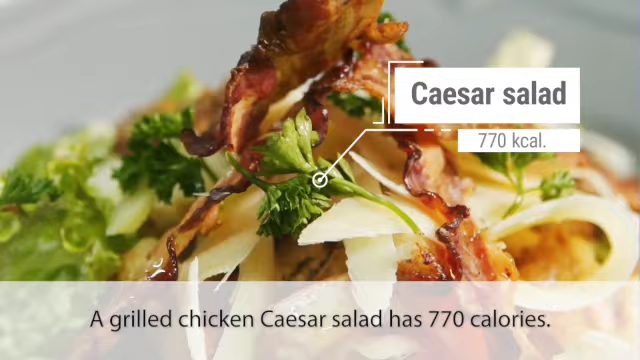 Caesar salad
770 kcal.
A grilled chicken Caesar salad has 770 calories.